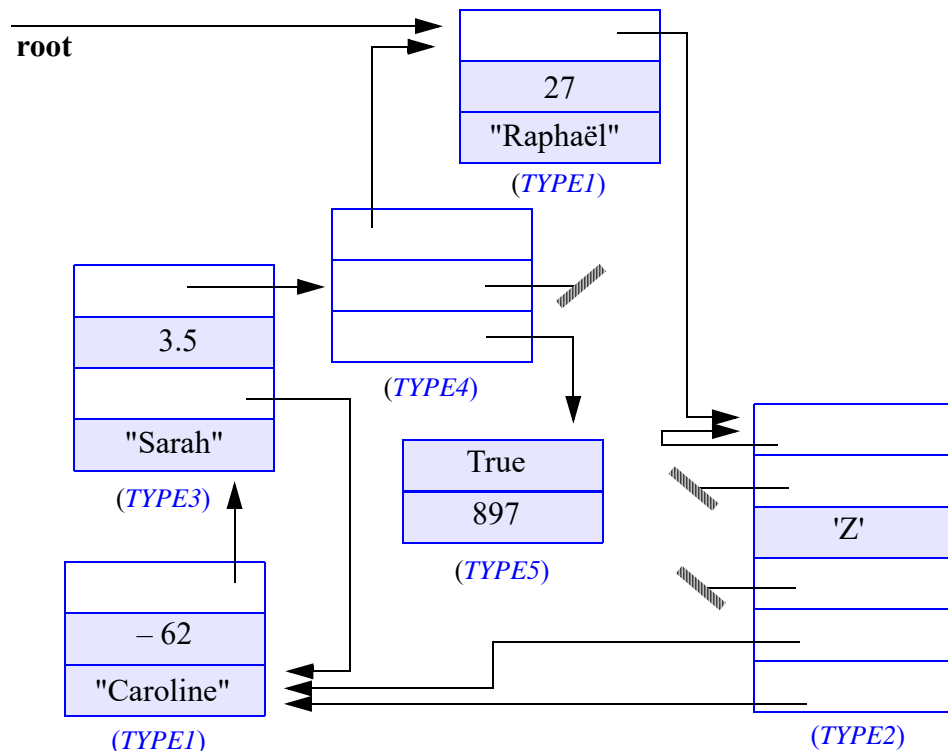 root
27
"Raphaël"
(TYPE1)
3.5
"Sarah"
(TYPE3)
(TYPE4)
True
897
(TYPE5)
'Z'
(TYPE2)
– 62
"Caroline"
(TYPE1)